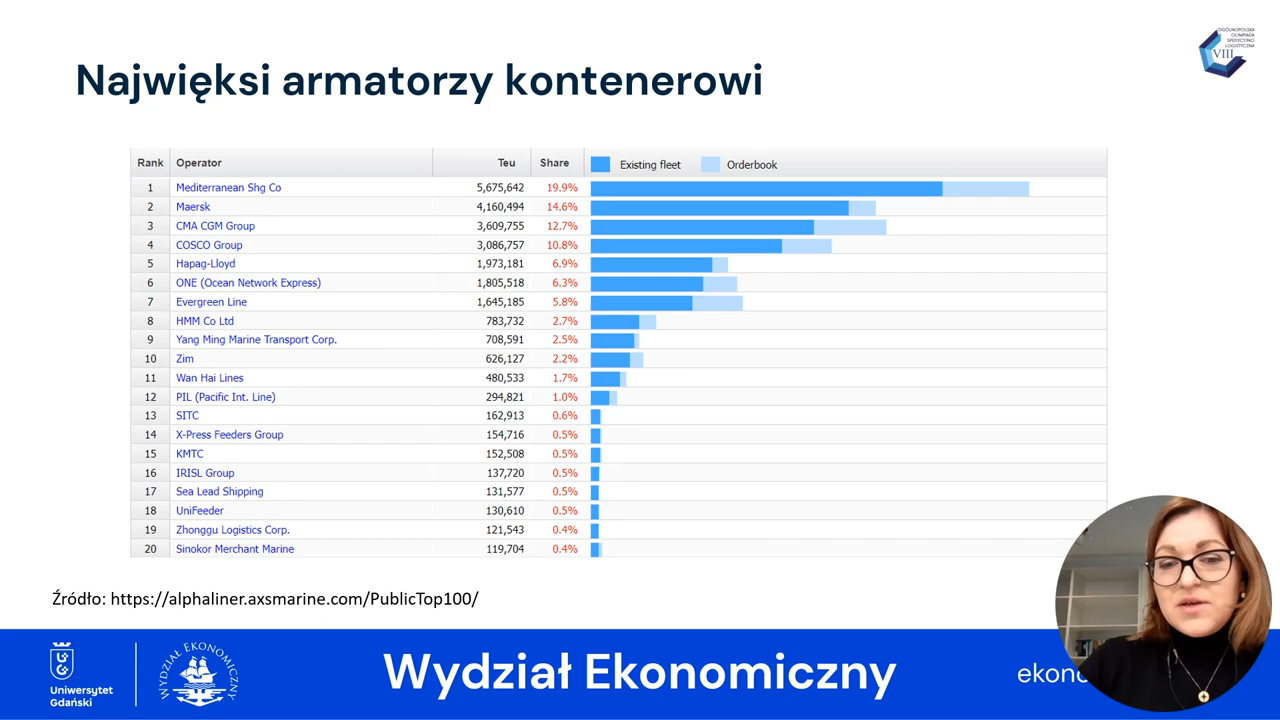 OGÓLNOPOLSKA
OLIMPIADA
SPEDYCYJNO
LOGISTYCZNA
VIII
Najwięksi armatorzy kontenerowi
Rank Operator Teu Share Existing fleet Orderbook
1 Mediterranean Shg Co 5,675,642 19.9%
2 Maersk 4,160,494 14.6%
3 CMA CGM Group 3,609,755 12.7%
4 COSCO Group 3,086,757 10.8%
5 Hapag-Lloyd 1,973,181 6.9%
6 ONE (Ocean Network Express) 1,805,518 6.3%
7 Evergreen Line 1,645,185 5.8%
8 HMM Co Ltd 783,732 2.7%
9 Yang Ming Marine Transport Corp. 708,591 2.5%
10 Zim 626,127 2.2%
11 Wan Hai Lines 480,533 1.7%
12 PIL (Pacific Int. Line) 294,821 1.0%
13 SITC 162,913 0.6%
14 X-Press Feeders Group 154,716 0.5%
15 KMTC 152,508 0.5%
16 IRISL Group 137,720 0.5%
17 Sea Lead Shipping 131,577 0.5%
18 UniFeeder 130,610 0.5%
19 Zhonggu Logistics Corp. 121,543 0.4%
20 Sinokor Merchant Marine 119,704 0.4%
Źródło: https://alphaliner.axsmarine.com/PublicTop100/
Uniwersytet
Gdański
WYDZIAŁ EKONOMICZNY
Wydział Ekonomiczny